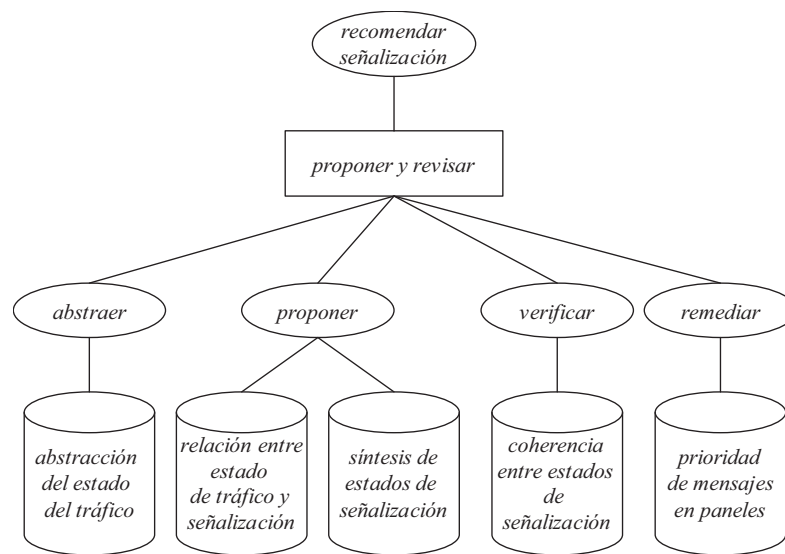 recomendar
señalización
proponer y revisar
abstraer
proponer
verificar
remediar
abstracción
del estado
del tráfico
relación entre
estado
de tráfico y
señalización
síntesis de
estados de
señalización
coherencia
entre estados
de
señalización
prioridad
de mensajes
en paneles